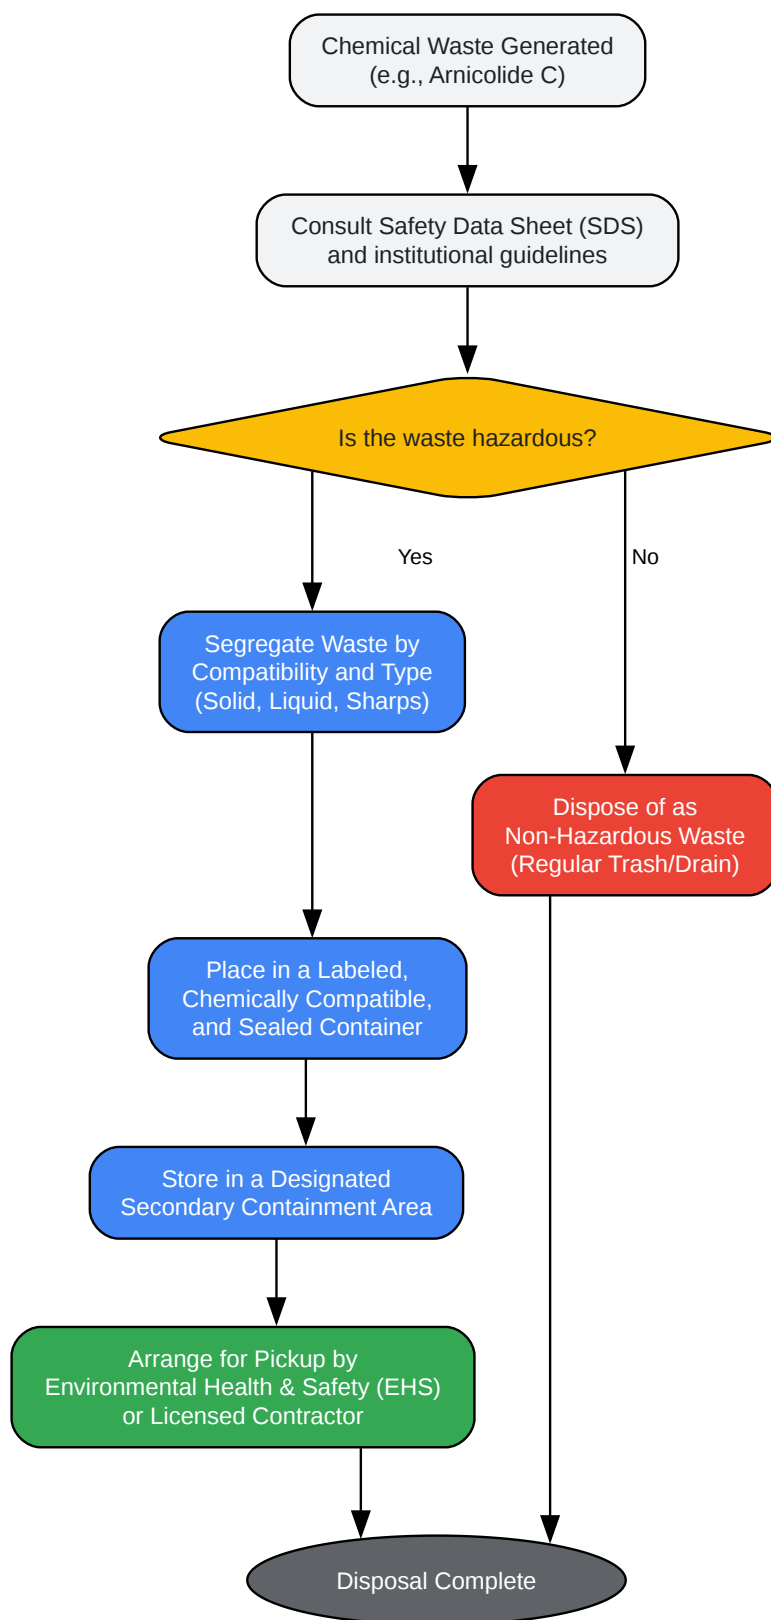 Chemical Waste Generated
(e.g., Arnicolide C)
Consult Safety Data Sheet (SDS)
and institutional guidelines
Is the waste hazardous?
Yes
No
Segregate Waste by
Compatibility and Type
(Solid, Liquid, Sharps)
Dispose of as
Non-Hazardous Waste
(Regular Trash/Drain)
Place in a Labeled,
Chemically Compatible,
and Sealed Container
Store in a Designated
Secondary Containment Area
Arrange for Pickup by
Environmental Health & Safety (EHS)
or Licensed Contractor
Disposal Complete